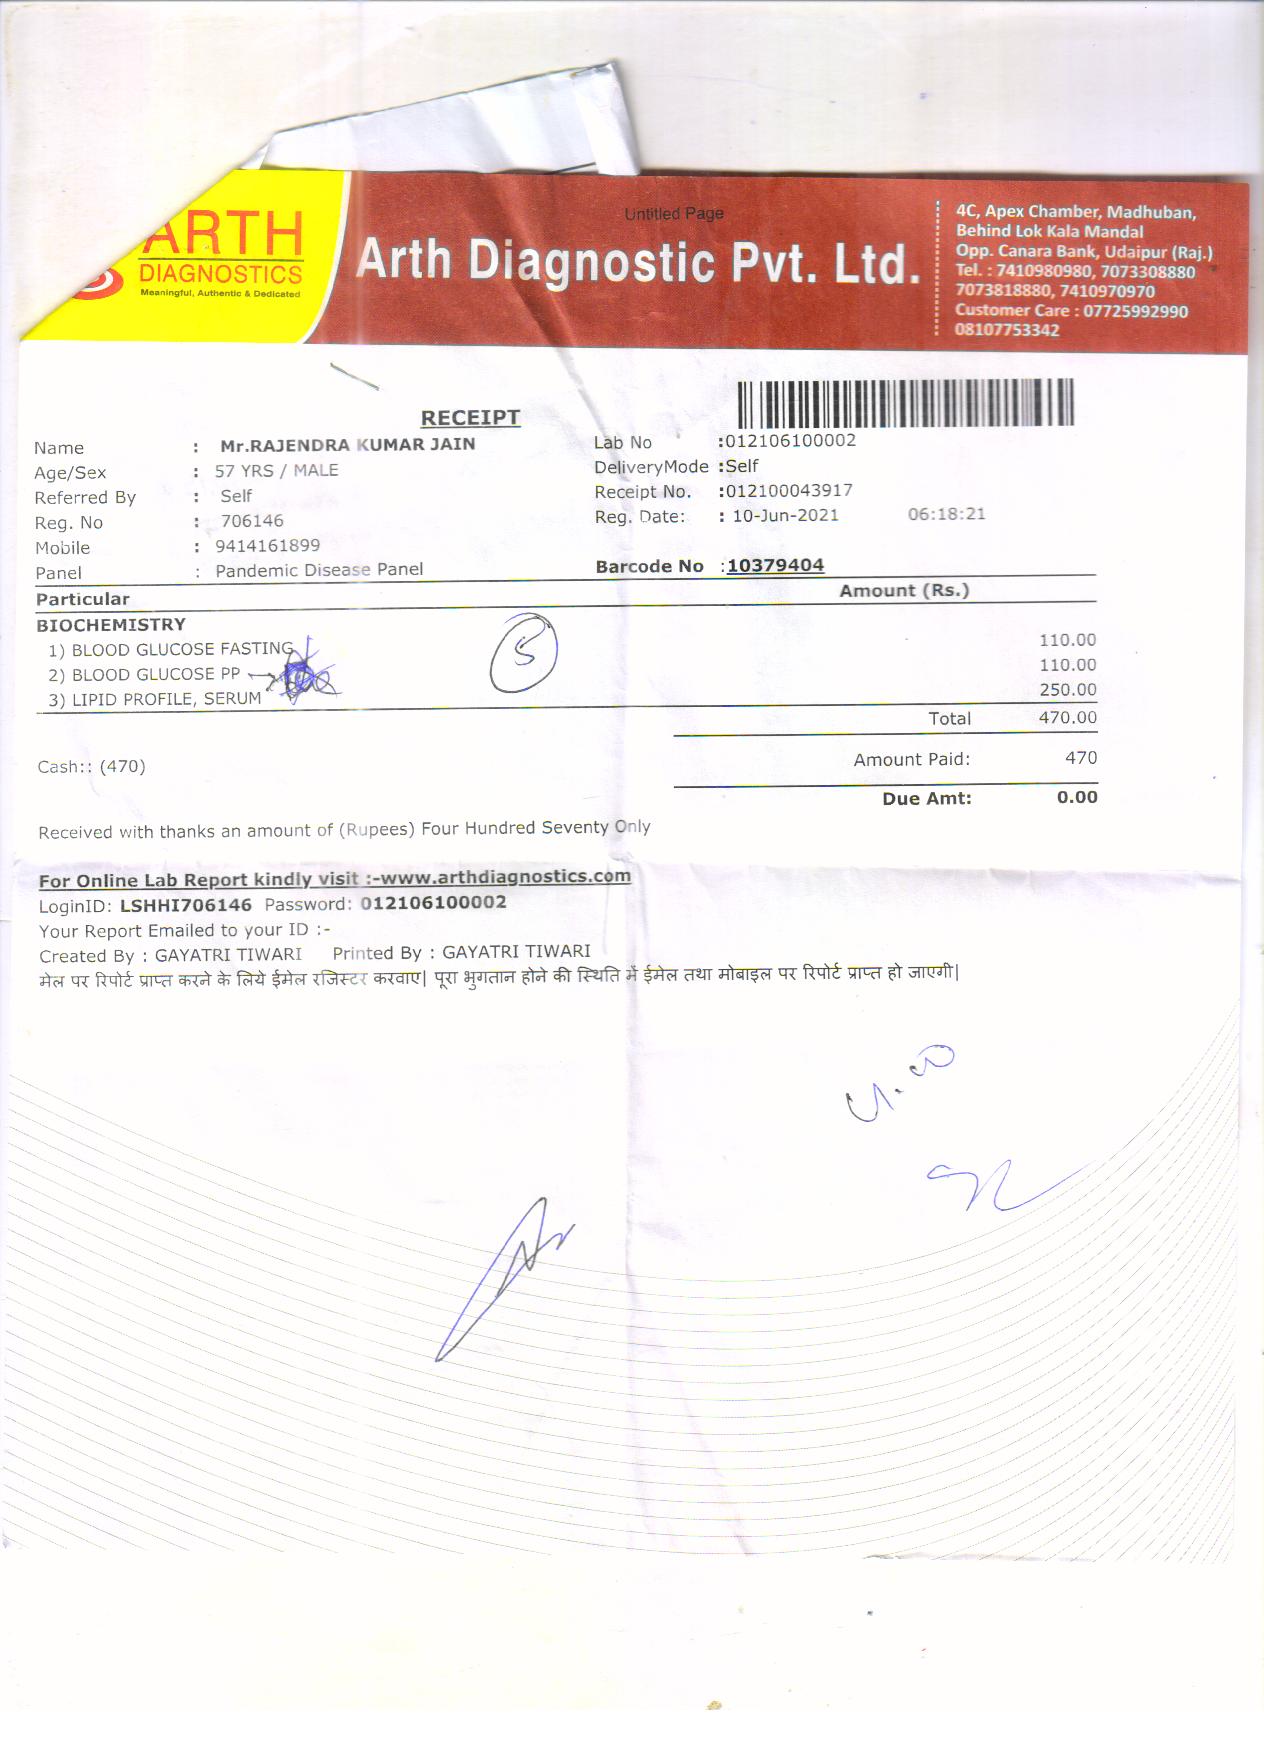 ARTH
DIAGNOSTICS
Meaningful, Authentic & Dedicated
Untitled Page
Arth Diagnostic Pvt. Ltd.
4C, Apex Chamber, Madhuban,
Behind Lok Kala Mandal
Opp. Canara Bank, Udaipur (Raj.)
Tel. : 7410980980, 7073308880
7073818880, 7410970970
Customer Care : 07725992990
08107753342
RECEIPT
Name : Mr.RAJENDRA KUMAR JAIN Lab No :012106100002
Age/Sex : 57 YRS / MALE DeliveryMode :Self
Referred By : Self Receipt No. :012100043917
Reg. No : 706146 Reg. Date: : 10-Jun-2021 06:18:21
Mobile : 9414161899
Panel : Pandemic Disease Panel Barcode No :10379404
Particular Amount (Rs.)
BIOCHEMISTRY
1) BLOOD GLUCOSE FASTING 110.00
2) BLOOD GLUCOSE PP 110.00
3) LIPID PROFILE, SERUM 250.00
Total 470.00
Cash:: (470) Amount Paid: 470
Due Amt: 0.00
Received with thanks an amount of (Rupees) Four Hundred Seventy Only
For Online Lab Report kindly visit :-www.arthdiagnostics.com
LoginID: LSHHI706146 Password: 012106100002
Your Report Emailed to your ID :-
Created By : GAYATRI TIWARI Printed By : GAYATRI TIWARI
मेल पर रिपोर्ट प्राप्त करने के लिये ईमेल रजिस्टर करवाए| पूरा भुगतान होने की स्थिति में ईमेल तथा मोबाइल पर रिपोर्ट प्राप्त हो जाएगी|